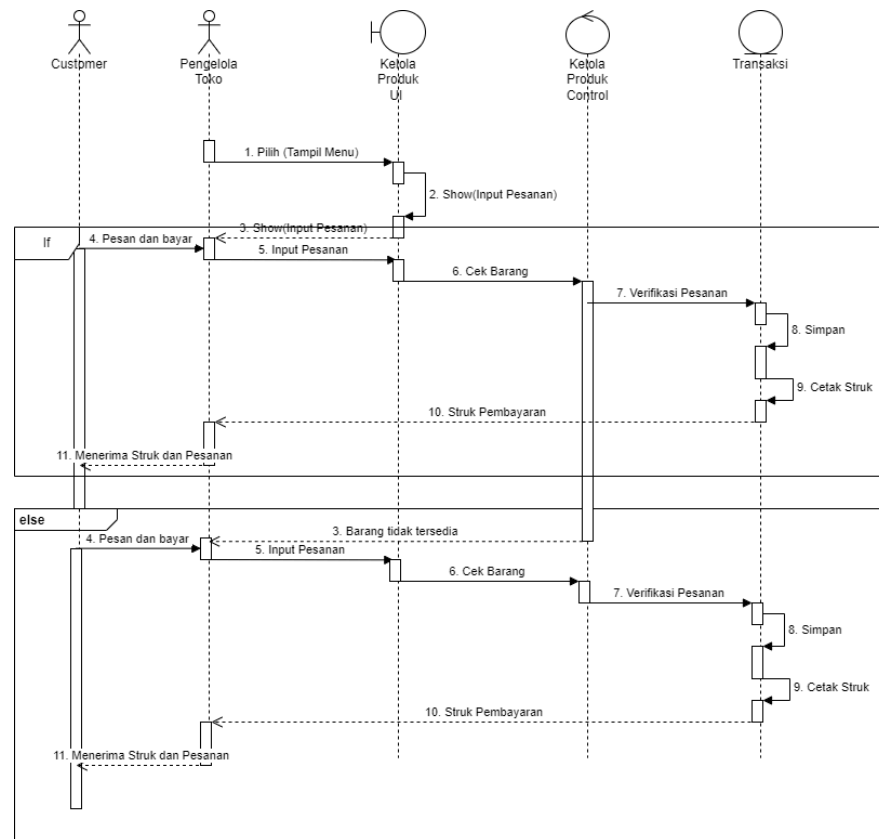 Customer
Pengelola
Toko
Kelola
Produk
UI
Kelola
Produk
Control
Transaksi
1. Pilih (Tampil Menu)
2. Show(Input Pesanan)
3. Show(Input Pesanan)
If
4. Pesan dan bayar
5. Input Pesanan
6. Cek Barang
7. Verifikasi Pesanan
8. Simpan
9. Cetak Struk
10. Struk Pembayaran
11. Menerima Struk dan Pesanan
else
3. Barang tidak tersedia
4. Pesan dan bayar
5. Input Pesanan
6. Cek Barang
7. Verifikasi Pesanan
8. Simpan
9. Cetak Struk
10. Struk Pembayaran
11. Menerima Struk dan Pesanan